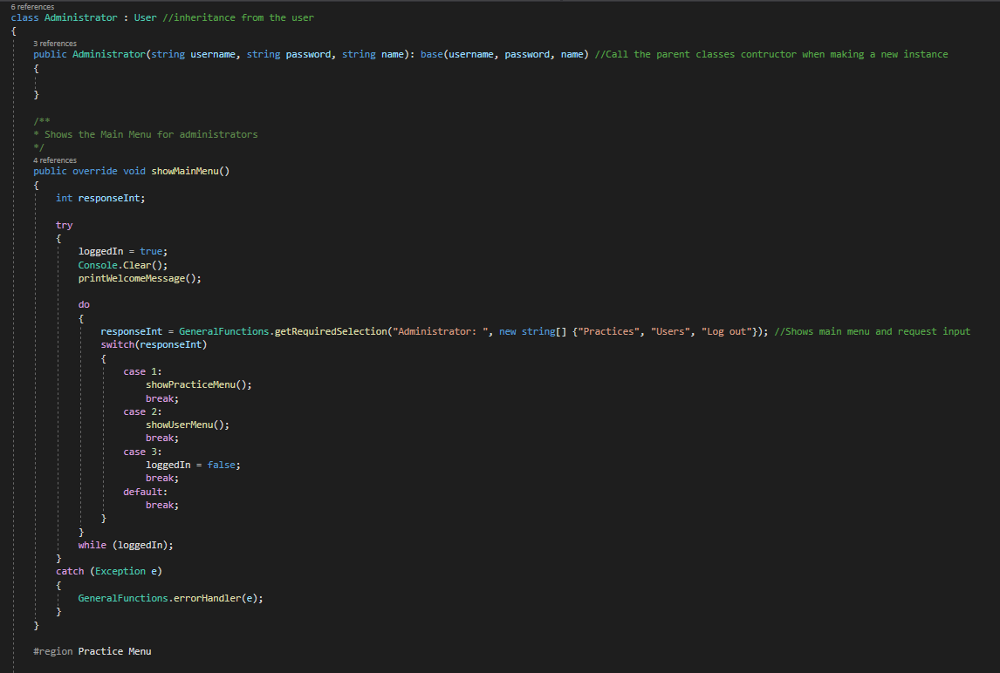 6 references
class Administrator : User //inheritance from the user
{
3 references
public Administrator(string username, string password, string name): base(username, password, name) //Call the parent classes contructor when making a new instance
{
}
/**
* Shows the Main Menu for administrators
*/
4 references
public override void showMainMenu()
{
int responseInt;
try
{
loggedIn = true;
Console.Clear();
printWelcomeMessage();
do
{
responseInt = GeneralFunctions.getRequiredSelection("Administrator: ", new string[] {"Practices", "Users", "Log out"}); //Shows main menu and request input
switch(responseInt)
{
case 1:
showPracticeMenu();
break;
case 2:
showUserMenu();
break;
case 3:
loggedIn = false;
break;
default:
break;
}
}
while (loggedIn);
}
catch (Exception e)
{
GeneralFunctions.errorHandler(e);
}
}
#region Practice Menu